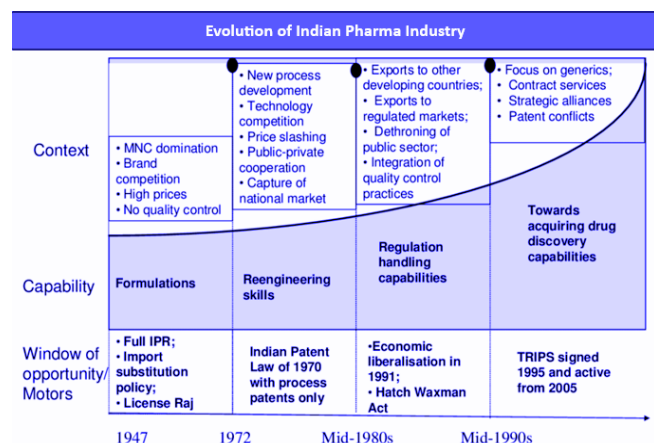 Evolution of Indian Pharma Industry
Context
• MNC domination
• Brand
competition
• High prices
• No quality control
• New process
development
• Technology
competition
• Price slashing
• Public-private
cooperation
• Capture of
national market
• Exports to other
developing countries;
• Exports to
regulated markets;
• Dethroning of
public sector;
• Integration of
quality control
practices
• Focus on generics;
• Contract services
• Strategic alliances
• Patent conflicts
Capability
Formulations
Reengineering
skills
Regulation
handling
capabilities
Towards
acquiring drug
discovery
capabilities
Window of
opportunity/
Motors
• Full IPR;
• Import
substitution
policy;
• License Raj
Indian Patent
Law of 1970
with process
patents only
•Economic
liberalisation in
1991;
• Hatch Waxman
Act
TRIPS signed
1995 and active
from 2005
1947
1972
Mid-1980s
Mid-1990s